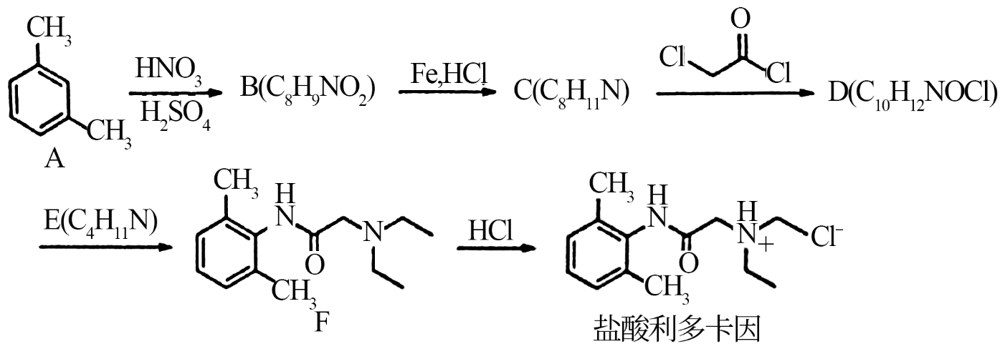 CH₃
CH₃
A
HNO₃
H₂SO₄
B(C₈H₉NO₂)
Fe,HCl
C(C₈H₁₁N)
O
Cl
Cl
D(C₁₀H₁₂NOCl)
E(C₄H₁₁N)
CH₃
H
N
O
N
CH₃
F
HCl
CH₃
H
N
O
H
N
+
Cl⁻
CH₃
盐酸利多卡因